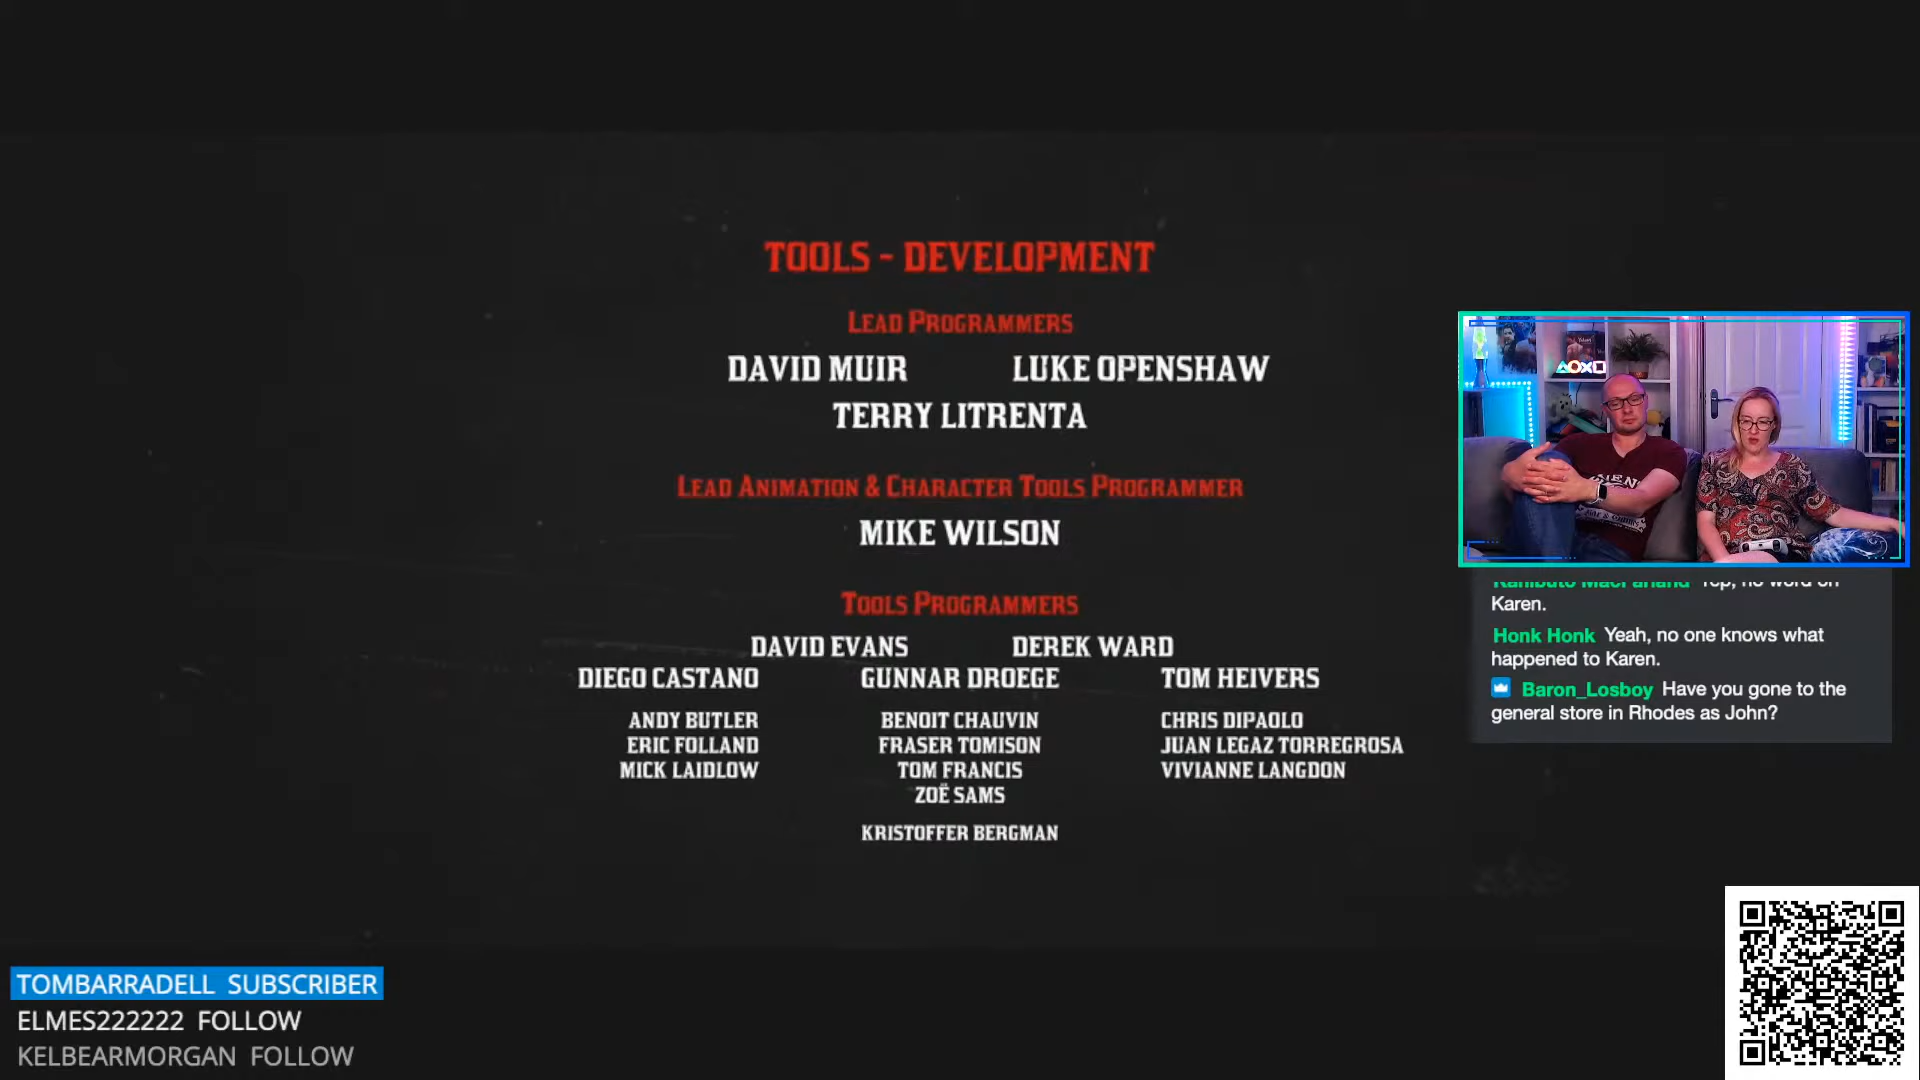 TOOLS - DEVELOPMENT
LEAD PROGRAMMERS
DAVID MUIR LUKE OPENSHAW
TERRY LITRENTA
LEAD ANIMATION & CHARACTER TOOLS PROGRAMMER
MIKE WILSON
TOOLS PROGRAMMERS
DAVID EVANS DEREK WARD
DIEGO CASTANO GUNNAR DROEGE TOM HEIVERS
ANDY BUTLER BENOIT CHAUVIN CHRIS DIPAOLO
ERIC FOLLAND FRASER TOMISON JUAN LEGAZ TORREGROSA
MICK LAIDLOW TOM FRANCIS VIVIANNE LANGDON
ZOË SAMS
KRISTOFFER BERGMAN
Yep, no word on
Karen.
Honk Honk Yeah, no one knows what
happened to Karen.
Baron_Losboy Have you gone to the
general store in Rhodes as John?
TOMBARRADELL SUBSCRIBER
ELMES222222 FOLLOW
KELBEARMORGAN FOLLOW